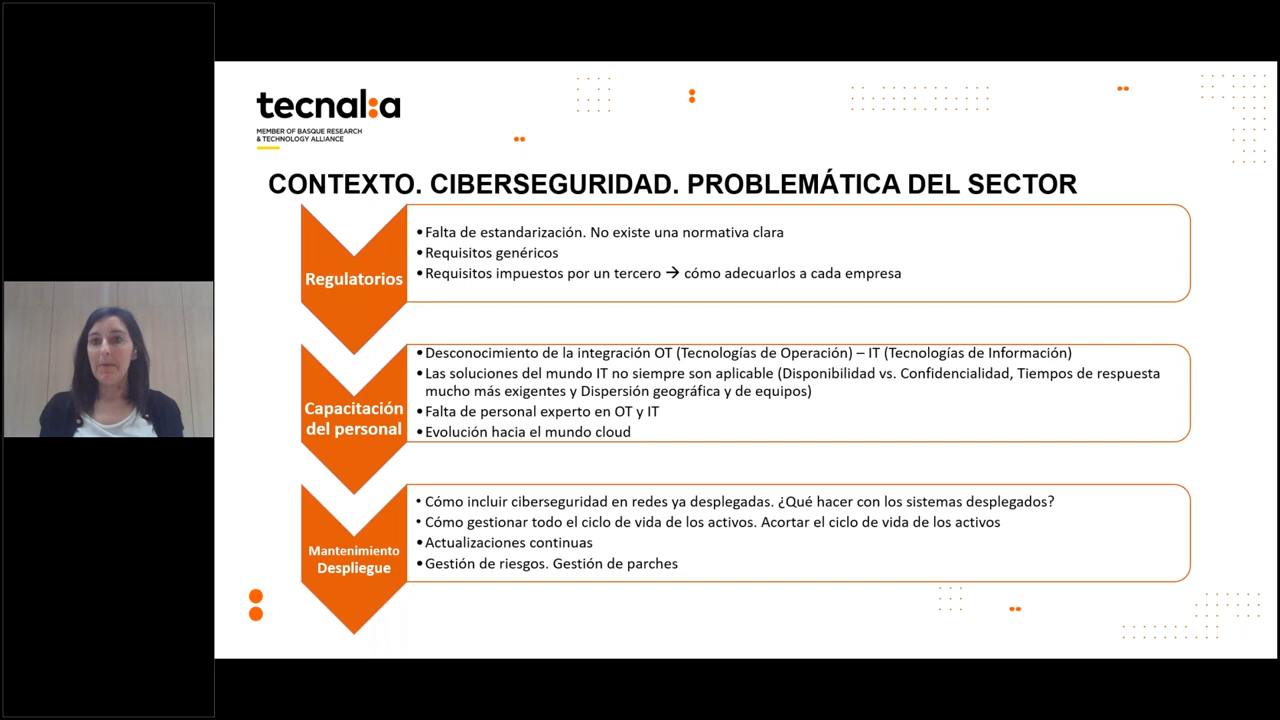 tecnal:a
MEMBER OF BASQUE RESEARCH
& TECHNOLOGY ALLIANCE
CONTEXTO. CIBERSEGURIDAD. PROBLEMÁTICA DEL SECTOR
Regulatorios
•Falta de estandarización. No existe una normativa clara
•Requisitos genéricos
•Requisitos impuestos por un tercero → cómo adecuarlos a cada empresa
Capacitación
del personal
•Desconocimiento de la integración OT (Tecnologías de Operación) – IT (Tecnologías de Información)
•Las soluciones del mundo IT no siempre son aplicable (Disponibilidad vs. Confidencialidad, Tiempos de respuesta
mucho más exigentes y Dispersión geográfica y de equipos)
•Falta de personal experto en OT y IT
•Evolución hacia el mundo cloud
Mantenimiento
Despliegue
• Cómo incluir ciberseguridad en redes ya desplegadas. ¿Qué hacer con los sistemas desplegados?
• Cómo gestionar todo el ciclo de vida de los activos. Acortar el ciclo de vida de los activos
•Actualizaciones continuas
•Gestión de riesgos. Gestión de parches